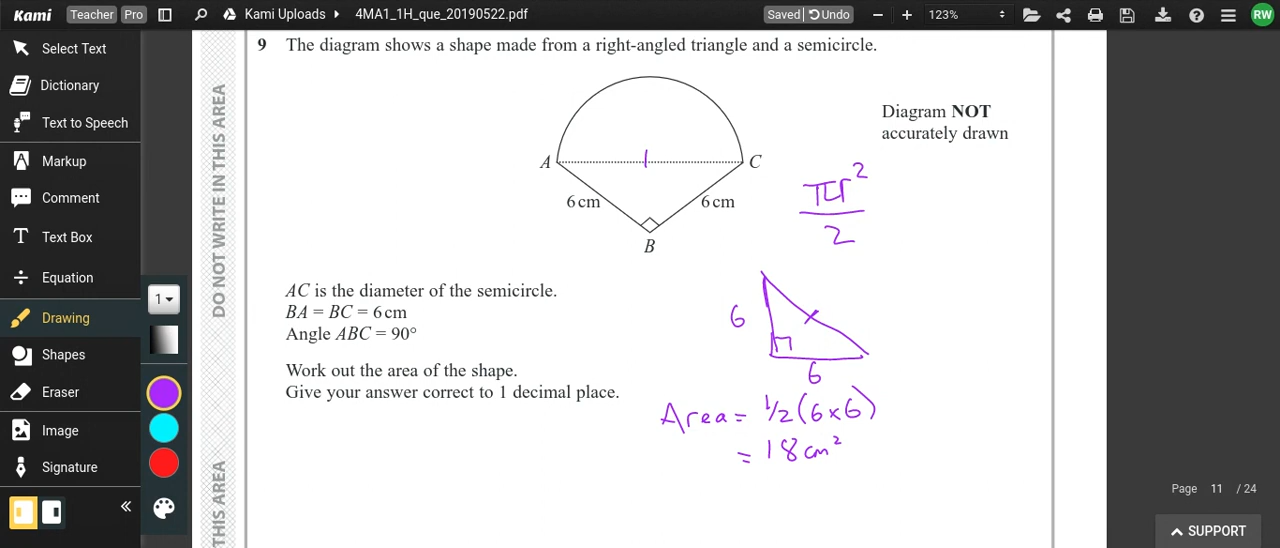 Kami Teacher Pro Kami Uploads 4MA1_1H_que_20190522.pdf Saved Undo 123% RW
Select Text
Dictionary
Text to Speech
Markup
Comment
Text Box
Equation
Drawing
Shapes
Eraser
Image
Signature
1
DO NOT WRITE IN THIS AREA
THIS AREA
9 The diagram shows a shape made from a right-angled triangle and a semicircle.
Diagram NOT
accurately drawn
A
C
6 cm
6 cm
B
πr²
2
AC is the diameter of the semicircle.
BA = BC = 6 cm
Angle ABC = 90°
Work out the area of the shape.
Give your answer correct to 1 decimal place.
6
6
Area = 1/2 (6 x 6)
= 18 cm²
Page 11 / 24
SUPPORT